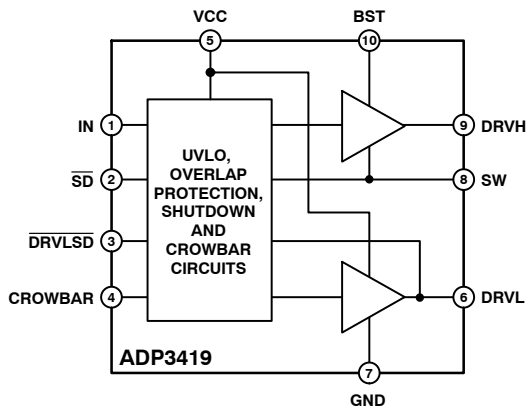 VCC
BST
5
10
IN
1
9
DRVH
UVLO,
OVERLAP
PROTECTION,
SHUTDOWN
AND
CROWBAR
CIRCUITS
SD
2
8
SW
DRVLSD
3
CROWBAR
4
6
DRVL
ADP3419
7
GND